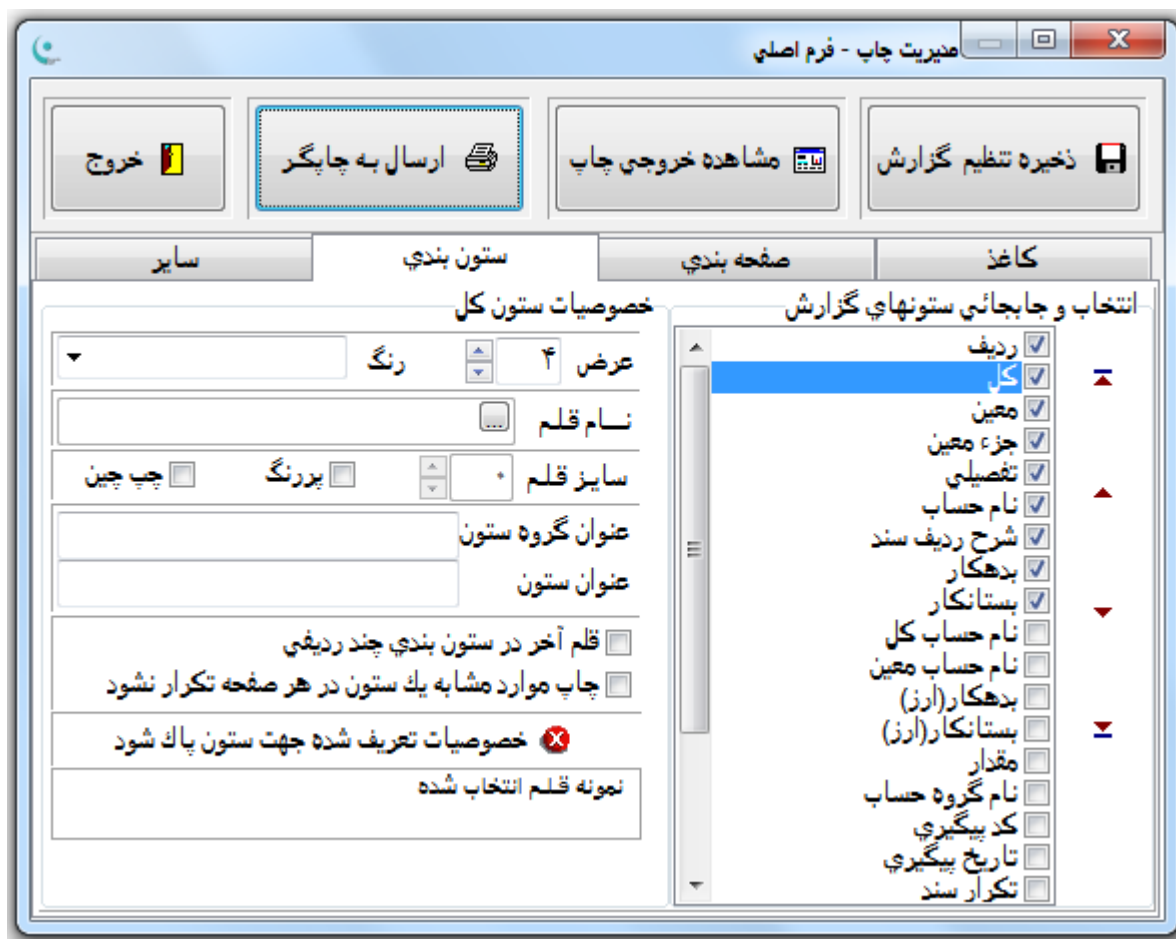 مديريت چاپ - فرم اصلي
ذخيره تنظيم گزارش
مشاهده خروجي چاپ
ارسال به چاپگر
خروج
كاغذ
صفحه بندي
ستون بندي
ساير
انتخاب و جابجائي ستونهاي گزارش
رديف
كل
معين
جزء معين
تفصيلي
نام حساب
شرح رديف سند
بدهكار
بستانكار
نام حساب كل
نام حساب معين
بدهكار(ارز)
بستانكار(ارز)
مقدار
نام گروه حساب
كد پيگيري
تاريخ پيگيري
تكرار سند
خصوصيات ستون كل
عرض ۴ رنگ
نــام قلم ...
سايز قلم ۰ پررنگ چپ چين
عنوان گروه ستون
عنوان ستون
قلم آخر در ستون بندي چند رديفي
چاپ موارد مشابه يك ستون در هر صفحه تكرار نشود
خصوصيات تعريف شده جهت ستون پاك شود
نمونه قلم انتخاب شده